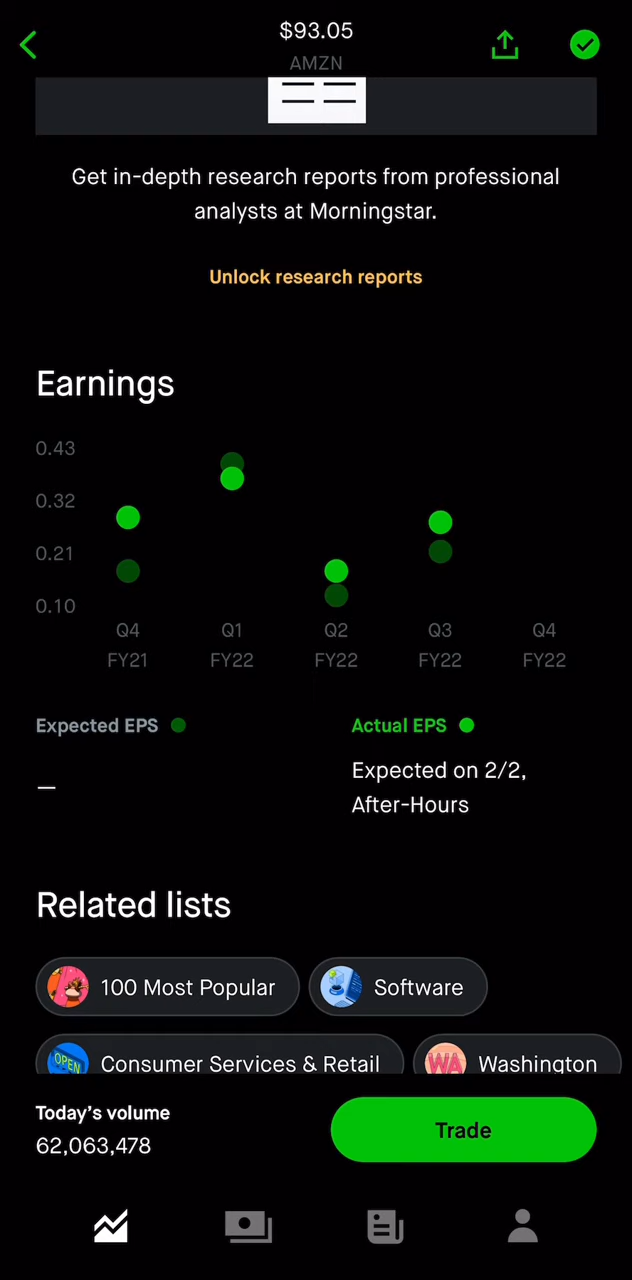 $93.05
AMZN
Get in-depth research reports from professional
analysts at Morningstar.
Unlock research reports
Earnings
0.43
0.32
0.21
0.10
Q4 Q1 Q2 Q3 Q4
FY21 FY22 FY22 FY22 FY22
Expected EPS Actual EPS
— Expected on 2/2,
After-Hours
Related lists
100 Most Popular Software
OPEN Consumer Services & Retail WA Washington
Today’s volume
62,063,478
Trade